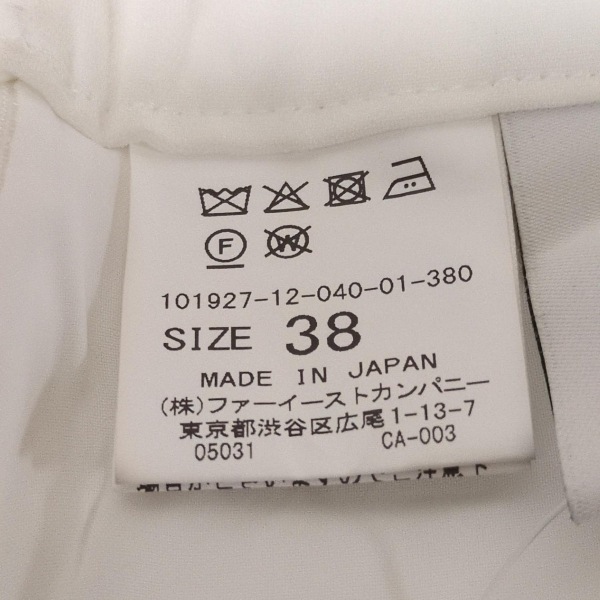 F W
101927-12-040-01-380
SIZE 38
MADE IN JAPAN
(株)ファーイーストカンパニー
東京都渋谷区広尾1-13-7
05031 CA-003